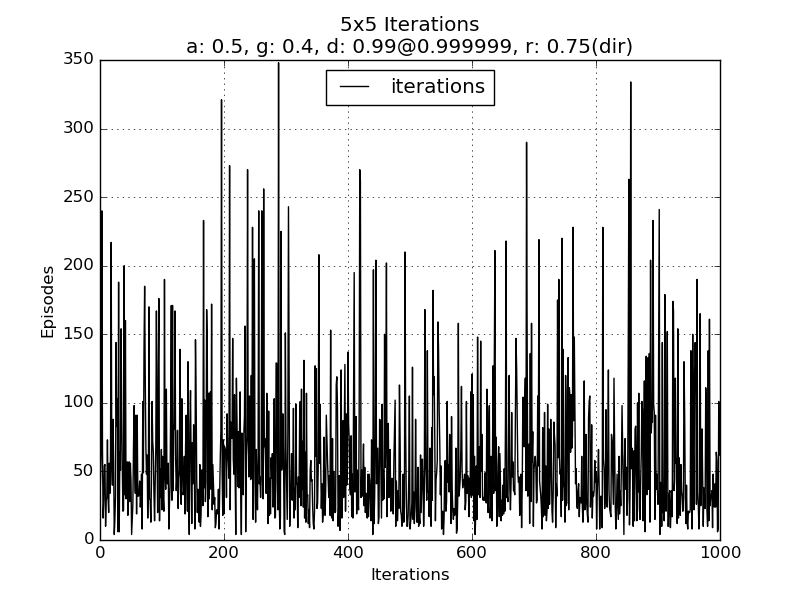 5x5 Iterations
a: 0.5, g: 0.4, d: 0.99@0.999999, r: 0.75(dir)
iterations
350
300
250
200
150
100
50
0
Episodes
0 200 400 600 800 1000
Iterations